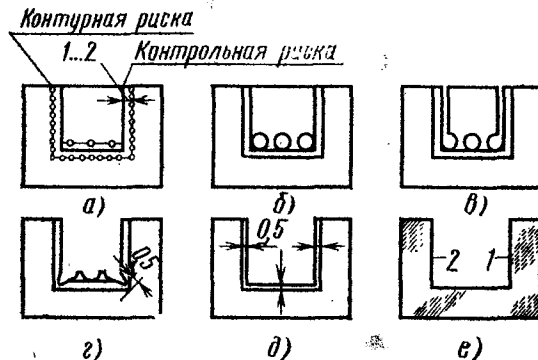 Контурная риска
1...2 Контрольная риска
а) б) в)
0,5 0,5 2 1
г) д) е)